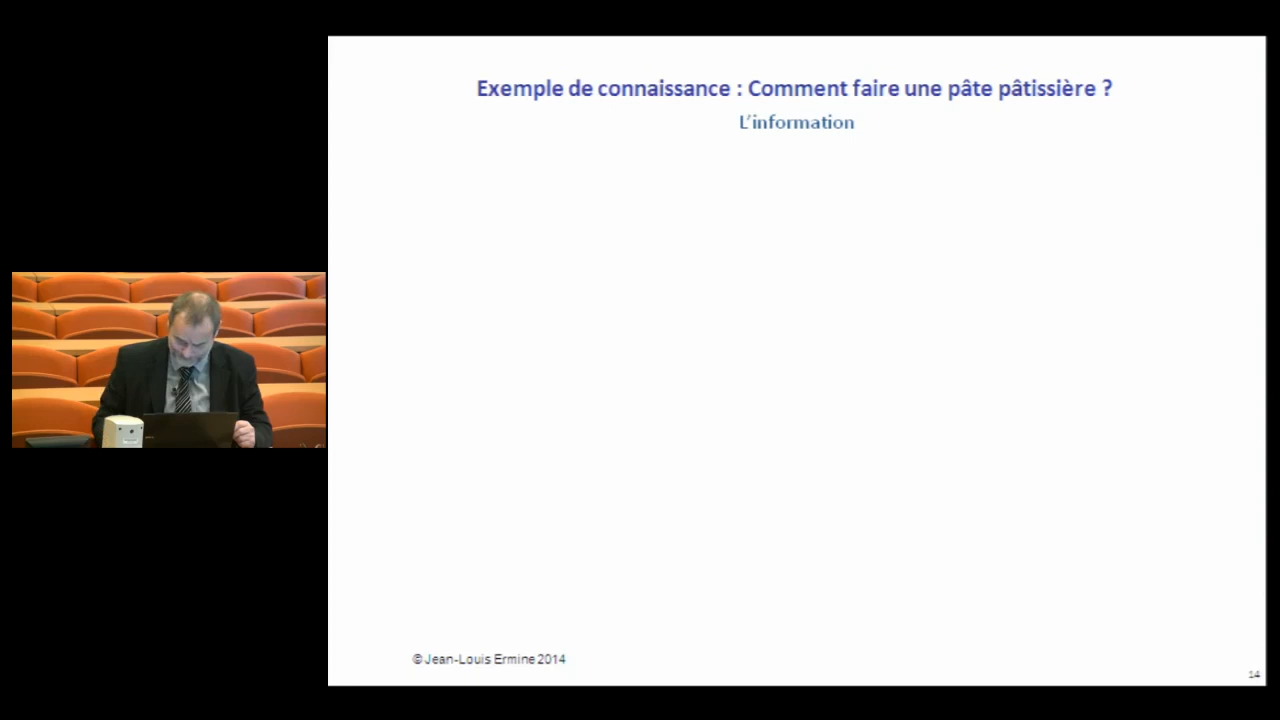 Exemple de connaissance : Comment faire une pâte pâtissière ?
L'information
© Jean-Louis Ermine 2014
14